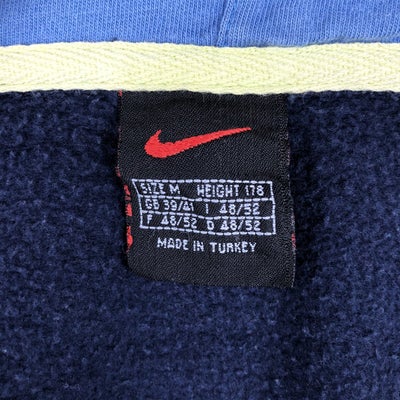 SIZE M HEIGHT 178
GB 39/41 I 48/52
F 48/52 D 48/52
MADE IN TURKEY